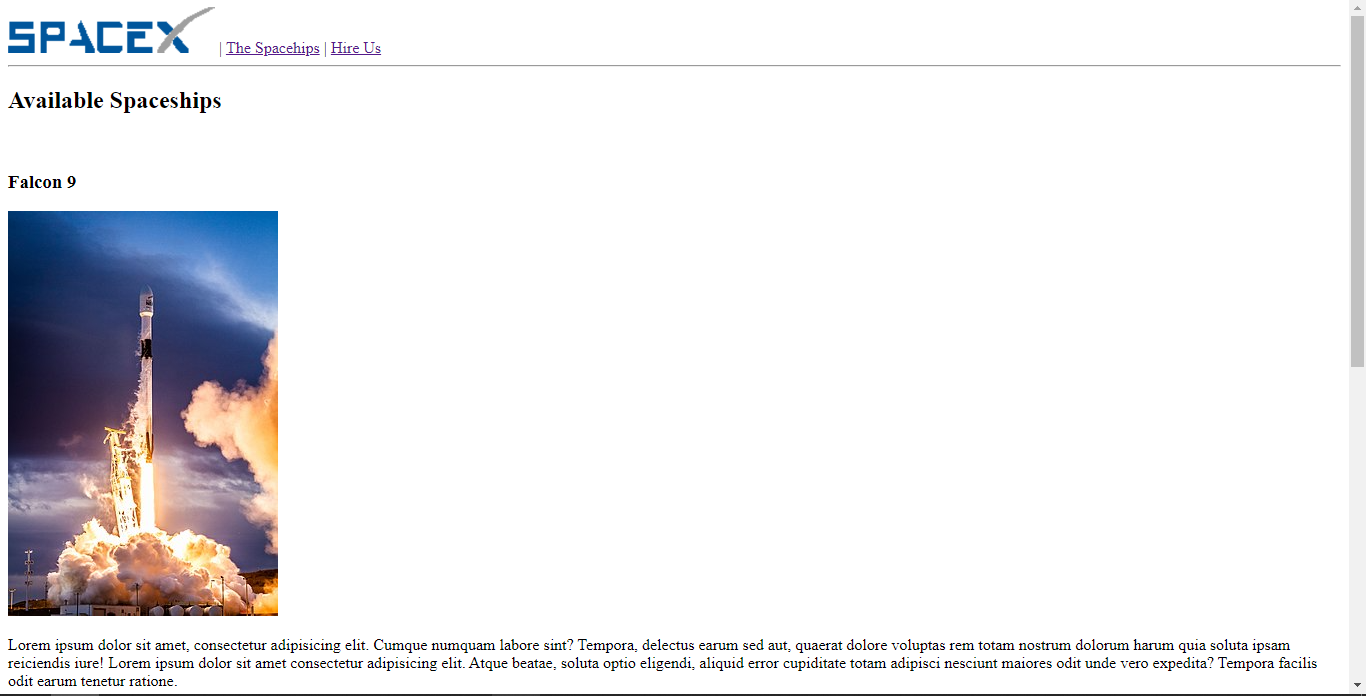 SPACEX | The Spacehips | Hire Us
Available Spaceships
Falcon 9
Lorem ipsum dolor sit amet, consectetur adipisicing elit. Cumque numquam labore sint? Tempora, delectus earum sed aut, quaerat dolore voluptas rem totam nostrum dolorum harum quia soluta ipsam
reiciendis iure! Lorem ipsum dolor sit amet consectetur adipisicing elit. Atque beatae, soluta optio eligendi, aliquid error cupiditate totam adipisci nesciunt maiores odit unde vero expedita? Tempora facilis
odit earum tenetur ratione.